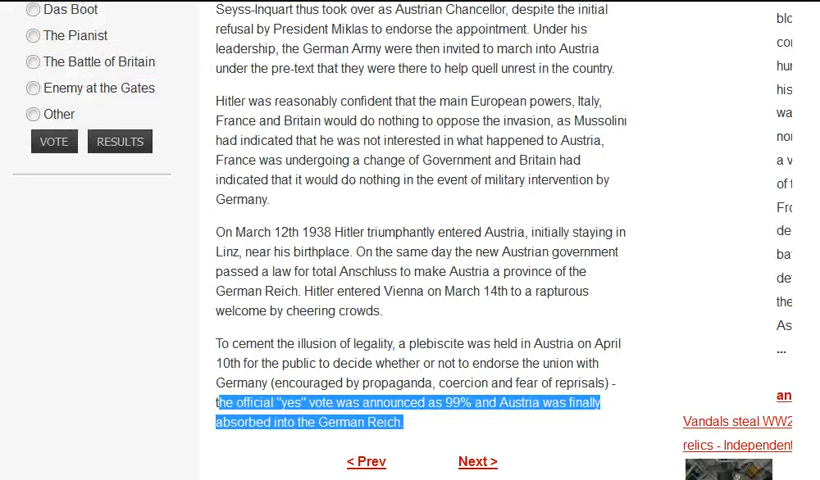 Das Boot
The Pianist
The Battle of Britain
Enemy at the Gates
Other
VOTE
RESULTS
Seyss-Inquart thus took over as Austrian Chancellor, despite the initial
refusal by President Miklas to endorse the appointment. Under his
leadership, the German Army were then invited to march into Austria
under the pre-text that they were there to help quell unrest in the country.
Hitler was reasonably confident that the main European powers, Italy,
France and Britain would do nothing to oppose the invasion, as Mussolini
had indicated that he was not interested in what happened to Austria,
France was undergoing a change of Government and Britain had
indicated that it would do nothing in the event of military intervention by
Germany.
On March 12th 1938 Hitler triumphantly entered Austria, initially staying in
Linz, near his birthplace. On the same day the new Austrian government
passed a law for total Anschluss to make Austria a province of the
German Reich. Hitler entered Vienna on March 14th to a rapturous
welcome by cheering crowds.
To cement the illusion of legality, a plebiscite was held in Austria on April
10th for the public to decide whether or not to endorse the union with
Germany (encouraged by propaganda, coercion and fear of reprisals) -
the official "yes" vote was announced as 99% and Austria was finally
absorbed into the German Reich.
< Prev
Next >
his
a v
the
As
...
an
Vandals steal WW2
relics - Independent